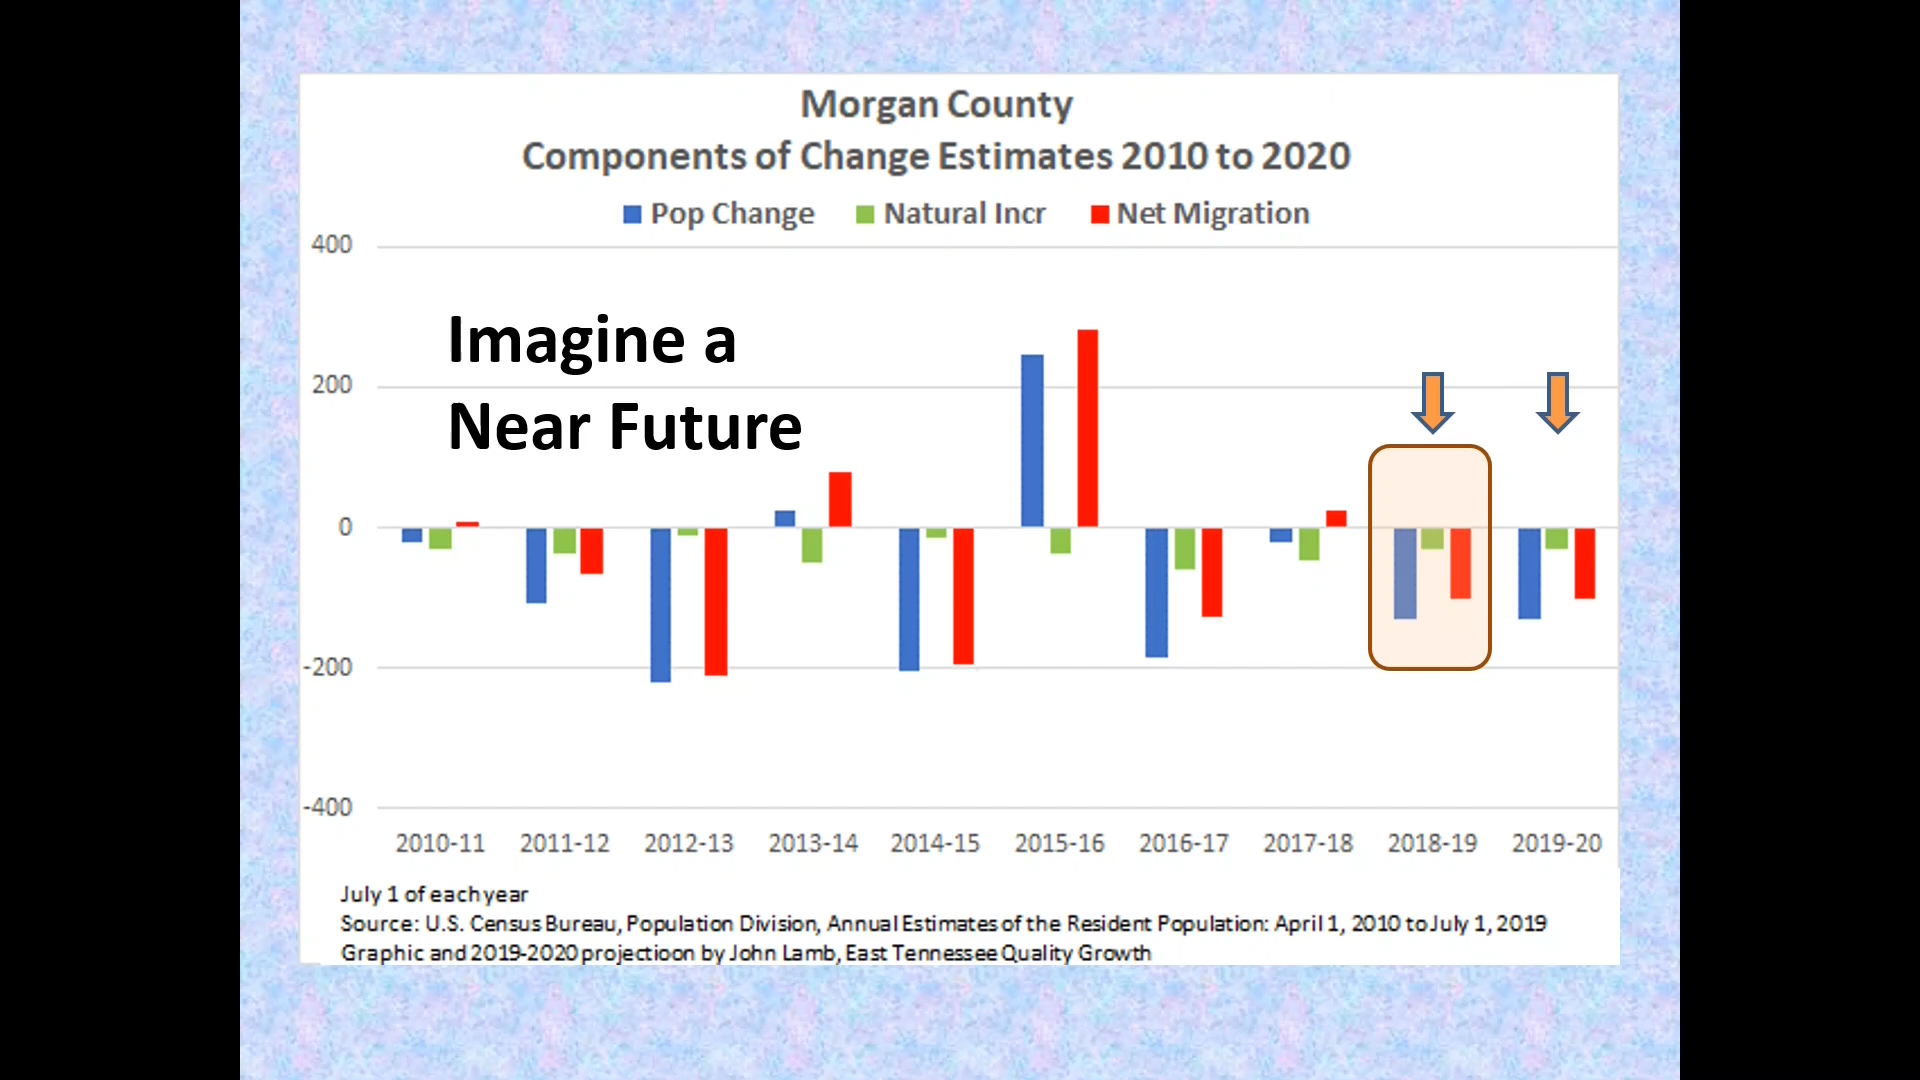 Morgan County
Components of Change Estimates 2010 to 2020
Pop Change Natural Incr Net Migration
400
Imagine a
200
Near Future
0
-200
-400
2010-11 2011-12 2012-13 2013-14 2014-15 2015-16 2016-17 2017-18 2018-19 2019-20
July 1 of each year
Source: U.S. Census Bureau, Population Division, Annual Estimates of the Resident Population: April 1, 2010 to July 1, 2019
Graphic and 2019-2020 projectioon by John Lamb, East Tennessee Quality Growth